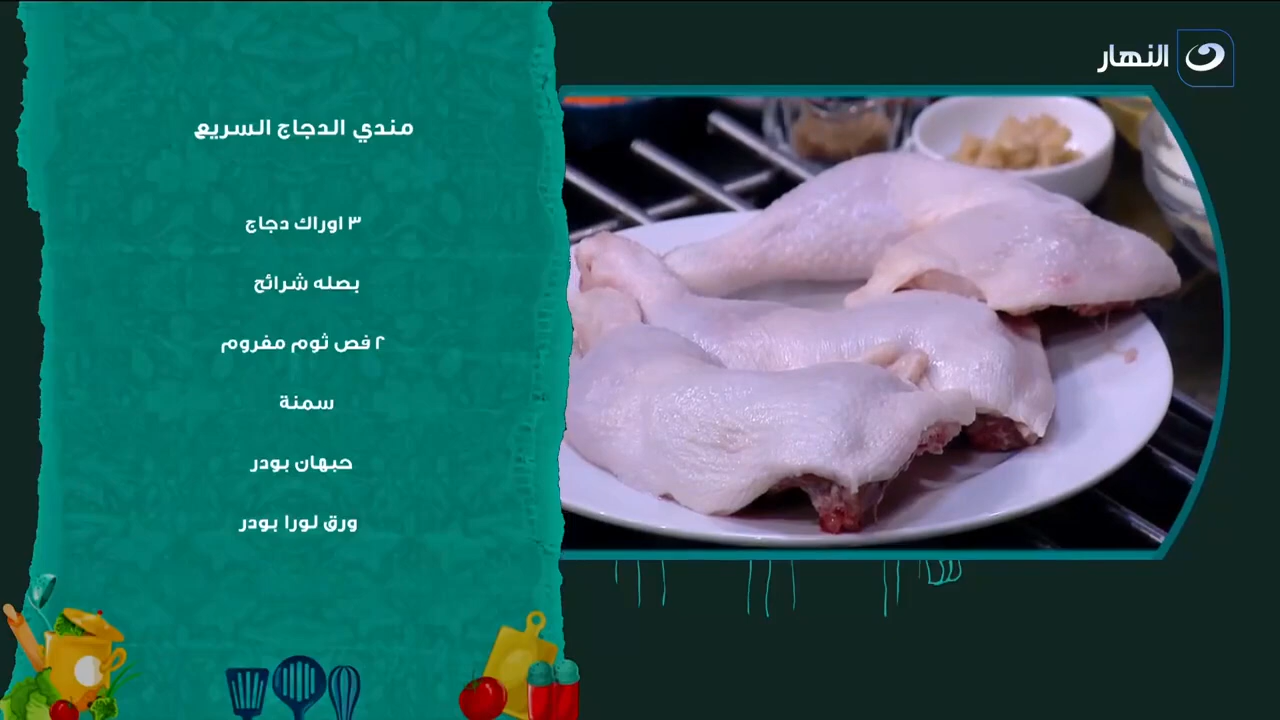 النهار
مندي الدجاج السريع
٣ اوراك دجاج
بصله شرائح
٢ فص ثوم مفروم
سمنة
حبهان بودر
ورق لورا بودر